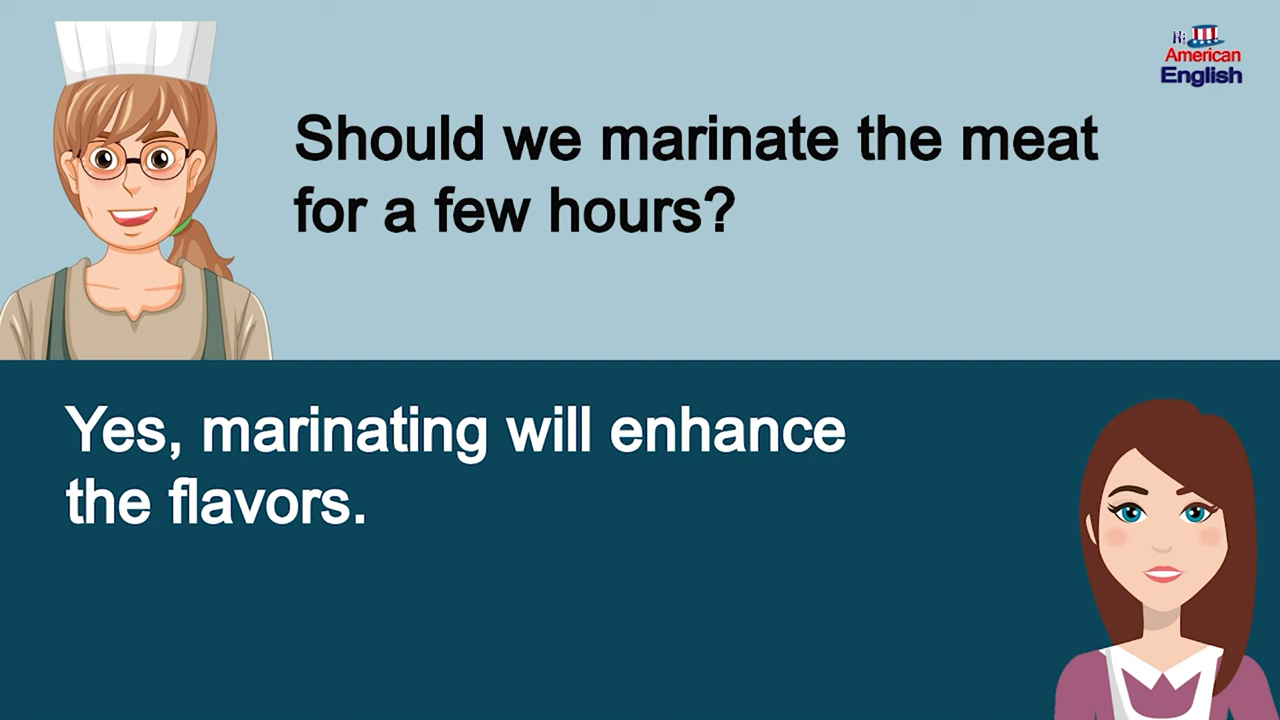 Hi
American
English
Should we marinate the meat
for a few hours?
Yes, marinating will enhance
the flavors.